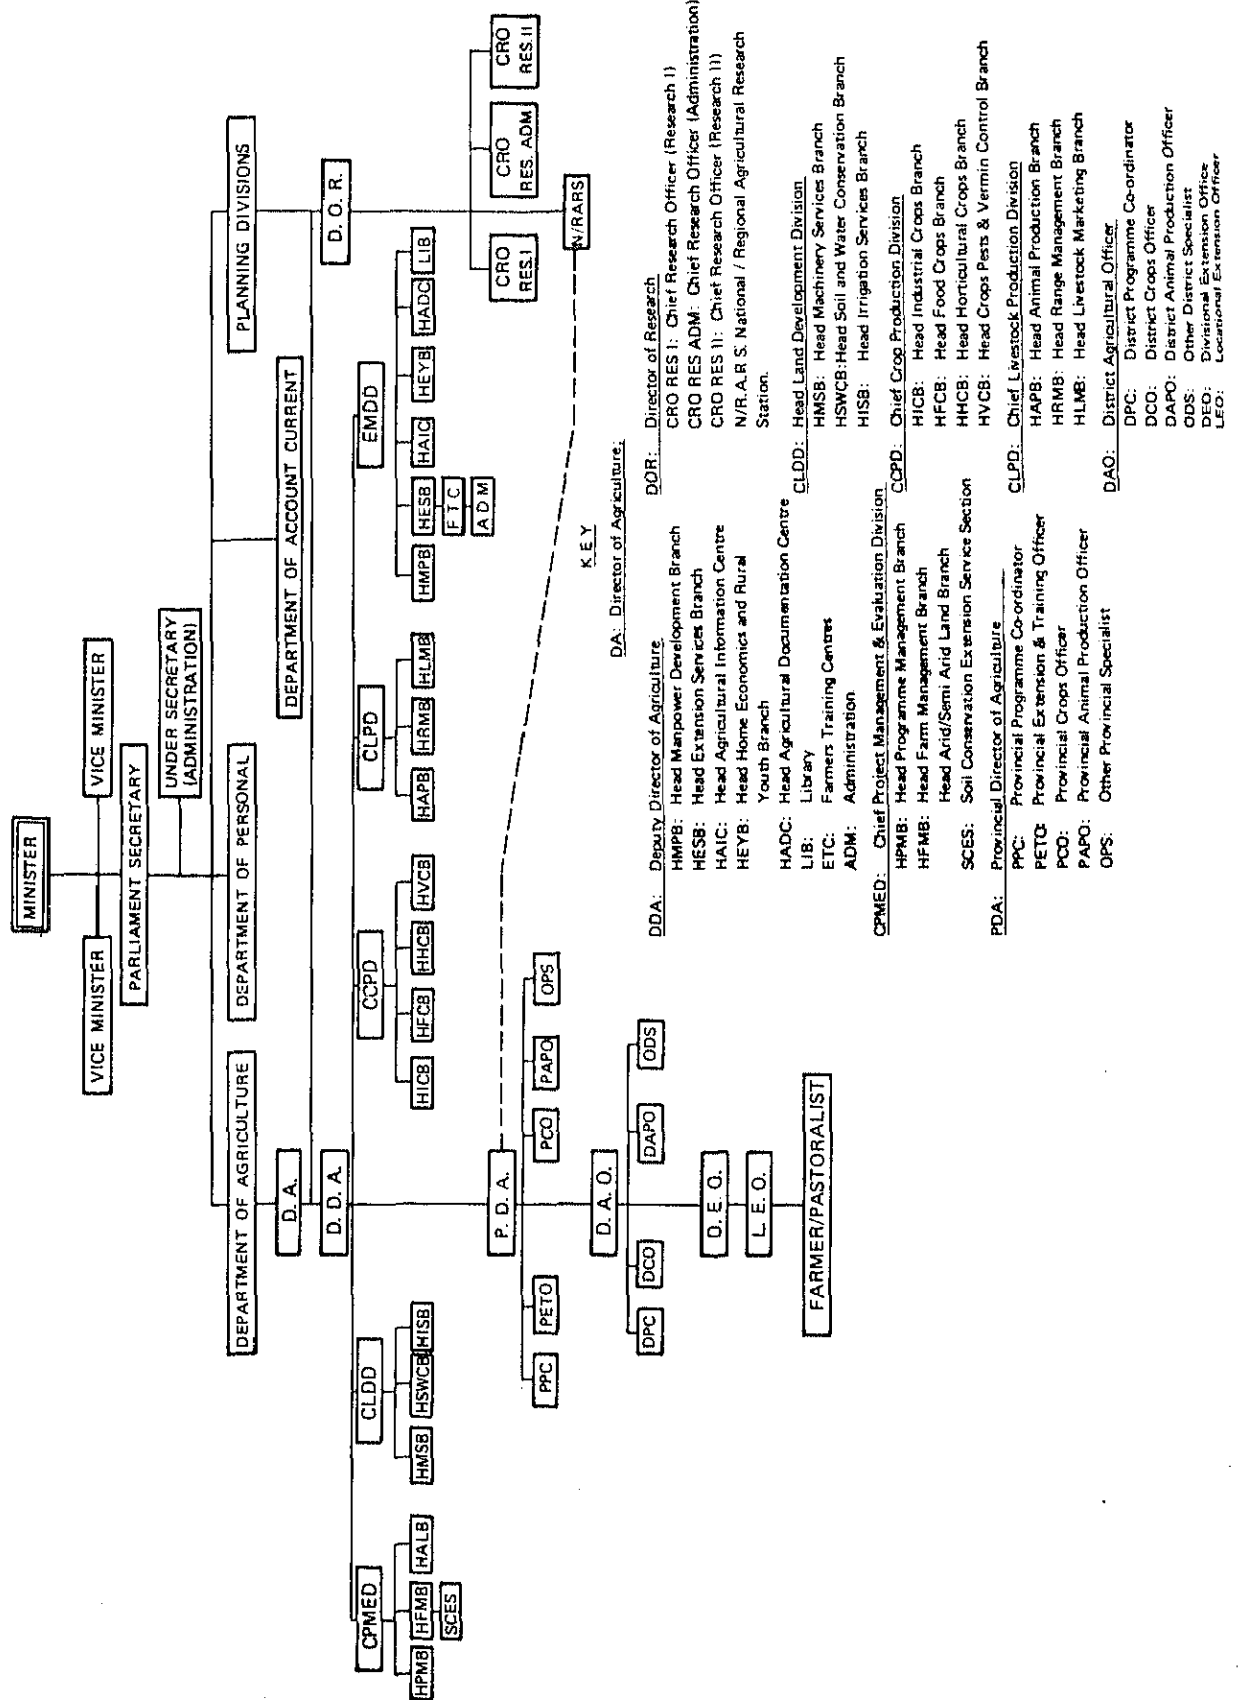 MINISTER
VICE MINISTER
VICE MINISTER
PARLIAMENT SECRETARY
UNDER SECRETARY
(ADMINISTRATION)
DEPARTMENT OF AGRICULTURE
DEPARTMENT OF PERSONAL
DEPARTMENT OF ACCOUNT CURRENT
PLANNING DIVISIONS
D. A.
D. D. A.
D. O. R.
CPMED
CLDD
CCPD
CLPD
EMDD
HPMB
HFMB
HALB
SCES
HMSB
HSWCB
HISB
HICB
HFCB
HHCB
HVCB
HAPB
HRMB
HLMB
HMPB
HESB
HAIC
HEYB
HADC
LIB
FTC
ADM
CRO
RES. I
CRO
RES. ADM
CRO
RES. II
N/RARS
P. D. A.
PPC
PETO
PCO
PAPO
OPS
D. A. O.
DPC
DCO
DAPO
ODS
D. E. O.
L. E. O.
FARMER/PASTORALIST
K E Y
DA: Director of Agriculture:
DDA: Deputy Director of Agriculture
HMPB: Head Manpower Development Branch
HESB: Head Extension Services Branch
HAIC: Head Agricultural Information Centre
HEYB: Head Home Economics and Rural
Youth Branch
HADC: Head Agricultural Documentation Centre
LIB: Library
ETC: Farmers Training Centres
ADM: Administration
CPMED: Chief Project Management & Evaluation Division
HPMB: Head Programme Management Branch
HFMB: Head Farm Management Branch
Head Arid/Semi Arid Land Branch
SCES: Soil Conservation Extension Service Section
PDA: Provincial Director of Agriculture
PPC: Provincial Programme Co-ordinator
PETO: Provincial Extension & Training Officer
PCO: Provincial Crops Officer
PAPO: Provincial Animal Production Officer
OPS: Other Provincial Specialist
DOR: Director of Research
CRO RES I: Chief Research Officer (Research I)
CRO RES ADM: Chief Research Officer (Administration)
CRO RES II: Chief Research Officer (Research II)
N/R.A.R S. National / Regional Agricultural Research
Station.
CLDD: Head Land Development Division
HMSB: Head Machinery Services Branch
HSWCB: Head Soil and Water Conservation Branch
HISB: Head Irrigation Services Branch
CCPD: Chief Crop Production Division
HICB: Head Industrial Crops Branch
HFCB: Head Food Crops Branch
HHCB: Head Horticultural Crops Branch
HVCB: Head Crops Pests & Vermin Control Branch
CLPD: Chief Livestock Production Division
HAPB: Head Animal Production Branch
HRMB: Head Range Management Branch
HLMB: Head Livestock Marketing Branch
DAO: District Agricultural Officer
DPC: District Programme Co-ordinator
DCO: District Crops Officer
DAPO: District Animal Production Officer
ODS: Other District Specialist
DEO: Divisional Extension Office
LEO: Locational Extension Officer